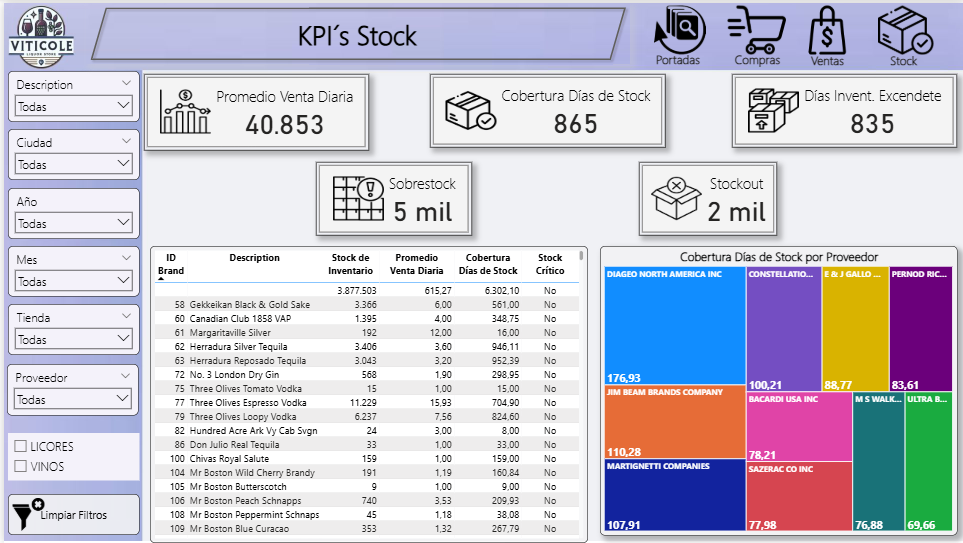 VITICOLE
LIQUOR STORE
KPI´s Stock
Portadas
Compras
Ventas
Stock
Description
Todas
Ciudad
Todas
Año
Todas
Mes
Todas
Tienda
Todas
Proveedor
Todas
LICORES
VINOS
Limpiar Filtros
Promedio Venta Diaria
40.853
Cobertura Días de Stock
865
Días Invent. Excendete
835
Sobrestock
5 mil
Stockout
2 mil
ID Brand Description Stock de Inventario Promedio Venta Diaria Cobertura Días de Stock Stock Crítico
3.877.503 615,27 6.302,10 No
58 Gekkeikan Black & Gold Sake 3.366 6,00 561,00 No
60 Canadian Club 1858 VAP 1.395 4,00 348,75 No
61 Margaritaville Silver 192 12,00 16,00 No
62 Herradura Silver Tequila 3.406 3,60 946,11 No
63 Herradura Reposado Tequila 3.043 3,20 952,39 No
72 No. 3 London Dry Gin 568 1,90 298,95 No
75 Three Olives Tomato Vodka 15 1,00 15,00 No
77 Three Olives Espresso Vodka 11.229 15,93 704,90 No
79 Three Olives Loopy Vodka 6.237 7,56 824,60 No
82 Hundred Acre Ark Vy Cab Svgn 24 3,00 8,00 No
86 Don Julio Real Tequila 33 1,00 33,00 No
100 Chivas Royal Salute 159 1,00 159,00 No
104 Mr Boston Wild Cherry Brandy 191 1,19 160,84 No
105 Mr Boston Butterscotch 9 1,00 9,00 No
106 Mr Boston Peach Schnapps 740 3,53 209,93 No
108 Mr Boston Peppermint Schnaps 45 1,18 38,08 No
109 Mr Boston Blue Curacao 353 1,32 267,79 No
Cobertura Días de Stock por Proveedor
DIAGEO NORTH AMERICA INC
176,93
JIM BEAM BRANDS COMPANY
110,28
MARTIGNETTI COMPANIES
107,91
CONSTELLATIO...
100,21
E & J GALLO ...
88,77
PERNOD RIC...
83,61
BACARDI USA INC
78,21
SAZERAC CO INC
77,98
M S WALK...
76,88
ULTRA B...
69,66